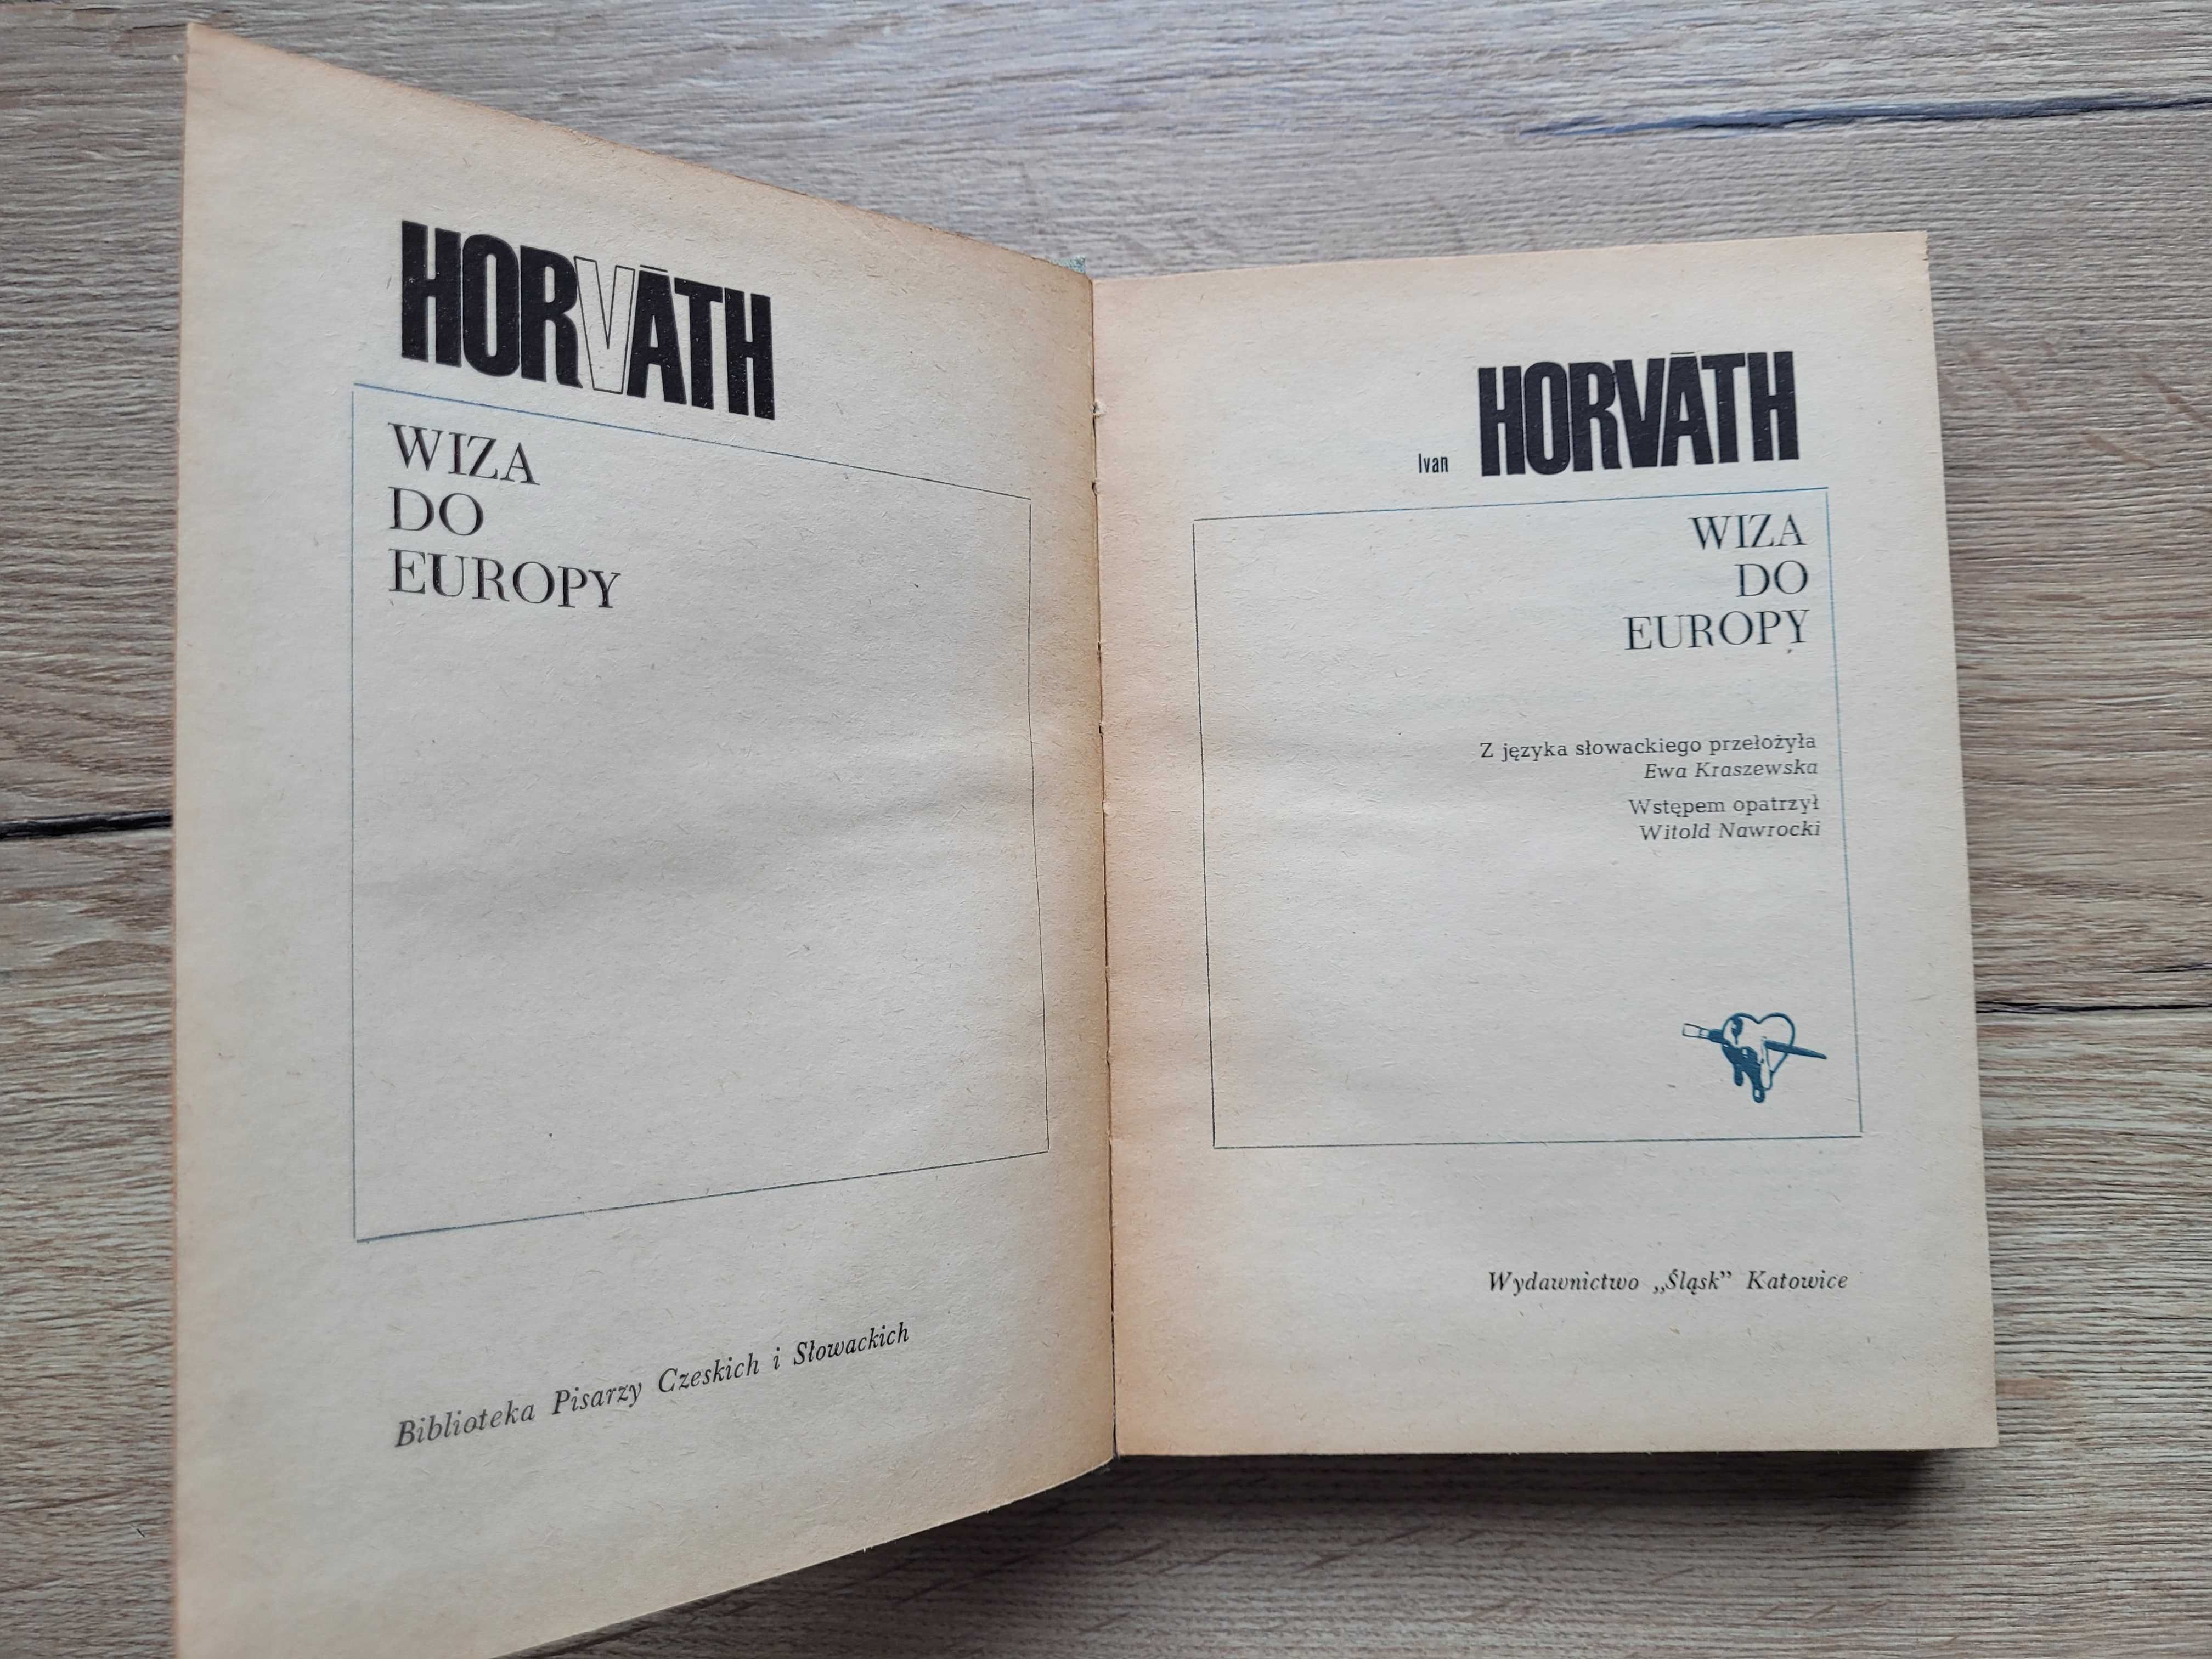 HORVÁTH
WIZA
DO
EUROPY
Biblioteka Pisarzy Czeskich i Słowackich
Ivan HORVÁTH
WIZA
DO
EUROPY
Z języka słowackiego przełożyła
Ewa Kraszewska
Wstępem opatrzył
Witold Nawrocki
Wydawnictwo „Śląsk” Katowice